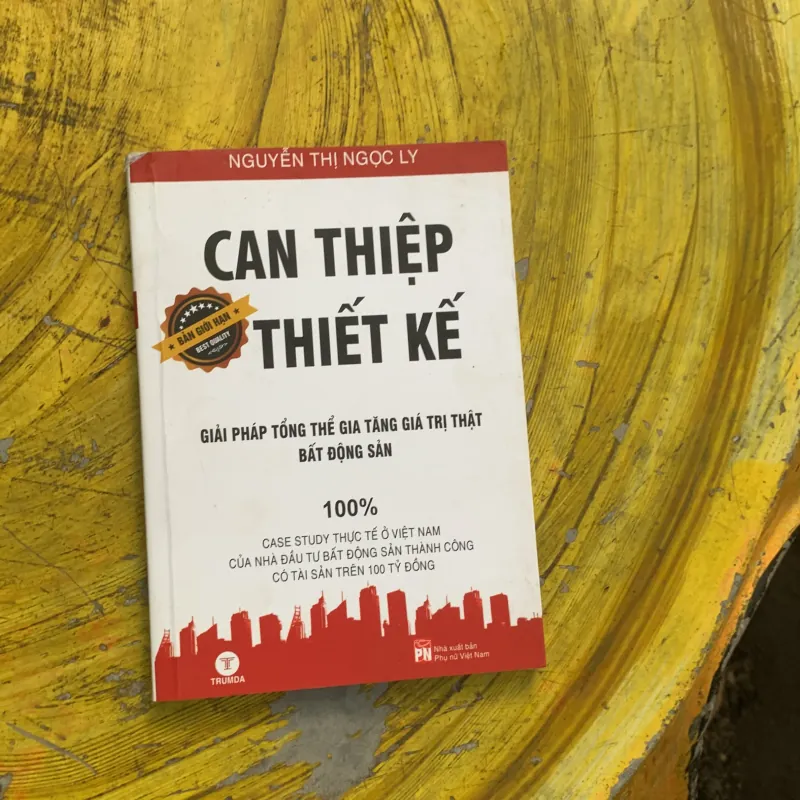 NGUYỄN THỊ NGỌC LY
CAN THIỆP
THIẾT KẾ
BẢN GIỚI HẠN
BEST QUALITY
GIẢI PHÁP TỔNG THỂ GIA TĂNG GIÁ TRỊ THẬT
BẤT ĐỘNG SẢN
100%
CASE STUDY THỰC TẾ Ở VIỆT NAM
CỦA NHÀ ĐẦU TƯ BẤT ĐỘNG SẢN THÀNH CÔNG
CÓ TÀI SẢN TRÊN 100 TỶ ĐỒNG
TRUMDA
PN
Nhà xuất bản
Phụ nữ Việt Nam